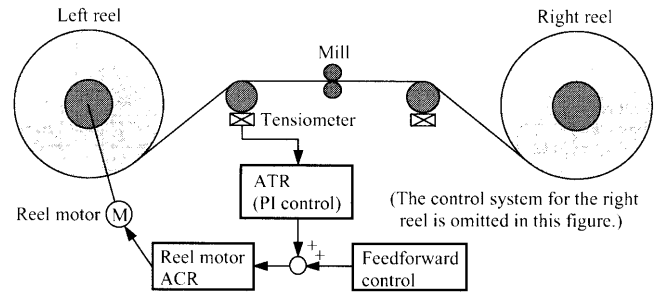 Left reel
Right reel
Mill
Tensiometer
ATR
(PI control)
(The control system for the right
reel is omitted in this figure.)
Reel motor
M
+
+
Reel motor
ACR
Feedforward
control